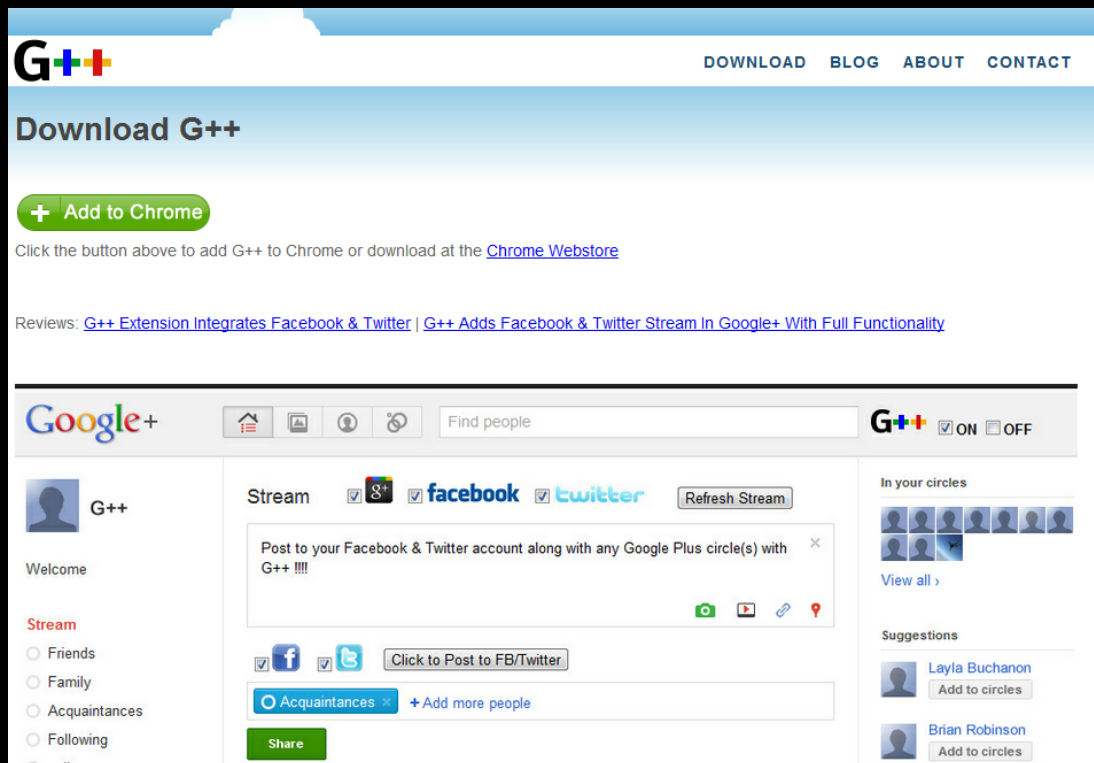 G++
DOWNLOAD BLOG ABOUT CONTACT
Download G++
+ Add to Chrome
Click the button above to add G++ to Chrome or download at the Chrome Webstore
Reviews: G++ Extension Integrates Facebook & Twitter | G++ Adds Facebook & Twitter Stream In Google+ With Full Functionality
Google+
Find people
G++ ON OFF
G++
Welcome
Stream
Friends
Family
Acquaintances
Following
Stream g+ facebook twitter Refresh Stream
Post to your Facebook & Twitter account along with any Google Plus circle(s) with
G++ !!!!
f t Click to Post to FB/Twitter
Acquaintances × + Add more people
Share
In your circles
View all ›
Suggestions
Layla Buchanon
Add to circles
Brian Robinson
Add to circles